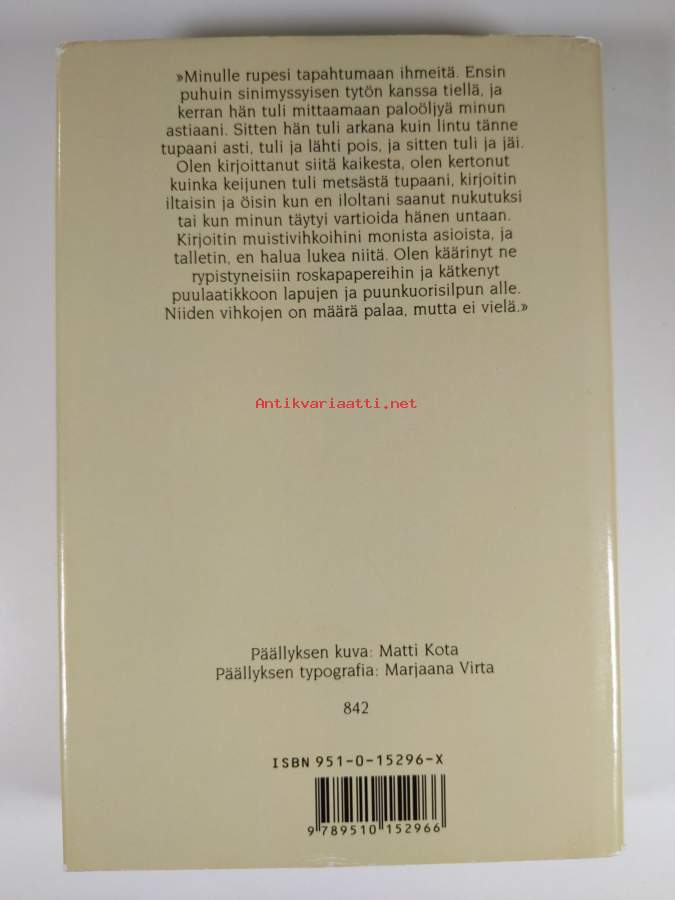 »Minulle rupesi tapahtumaan ihmeitä. Ensin
puhuin sinimyssyisen tytön kanssa tiellä, ja
kerran hän tuli mittaamaan paloöljyä minun
astiaani. Sitten hän tuli arkana kuin lintu tänne
tupaani asti, tuli ja lähti pois, ja sitten tuli ja jäi.
Olen kirjoittanut siitä kaikesta, olen kertonut
kuinka keijunen tuli metsästä tupaani, kirjoitin
iltaisin ja öisin kun en iloltani saanut nukutuksi
tai kun minun täytyi vartioida hänen untaan.
Kirjoitin muistivihkoihini monista asioista, ja
talletin, en halua lukea niitä. Olen käärinyt ne
rypistyneisiin roskapapereihin ja kätkenyt
puulaatikkoon lapujen ja puunkuorisilpun alle.
Niiden vihkojen on määrä palaa, mutta ei vielä.»
Antikvariaatti.net
Päällyksen kuva: Matti Kota
Päällyksen typografia: Marjaana Virta
842
ISBN 951-0-15296-X
9 789510 152966